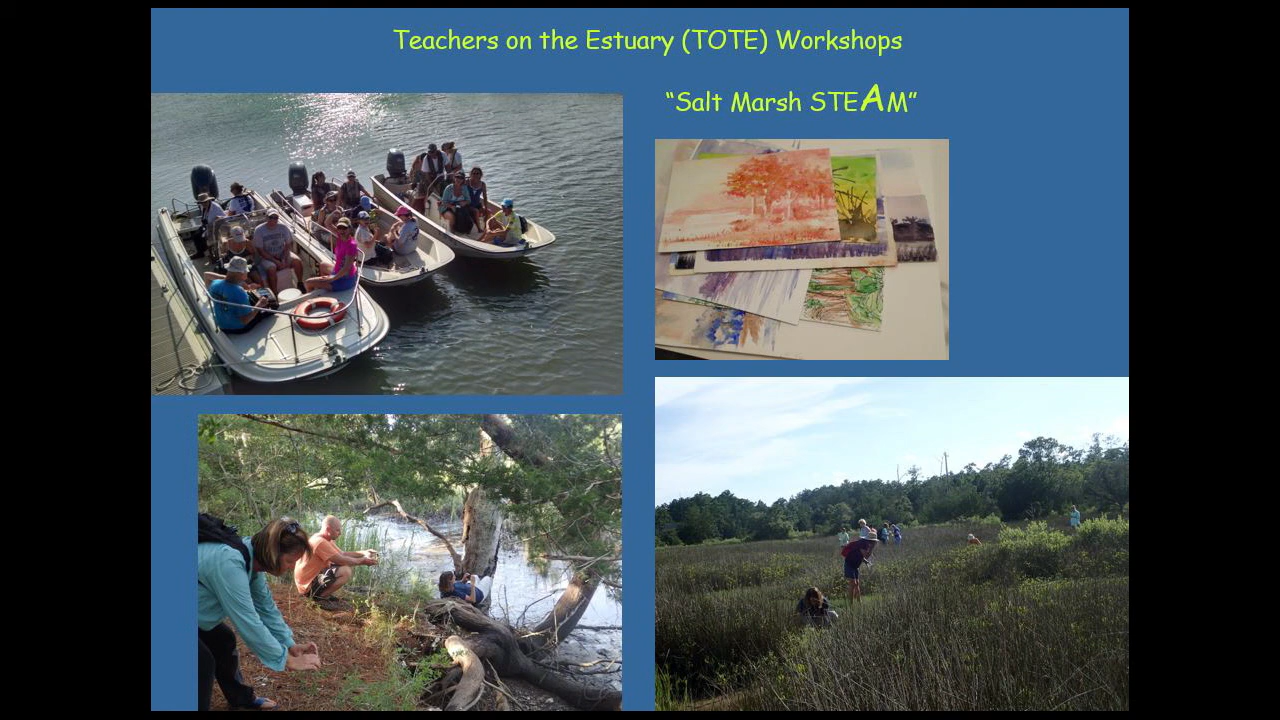 Teachers on the Estuary (TOTE) Workshops
“Salt Marsh STEAM”